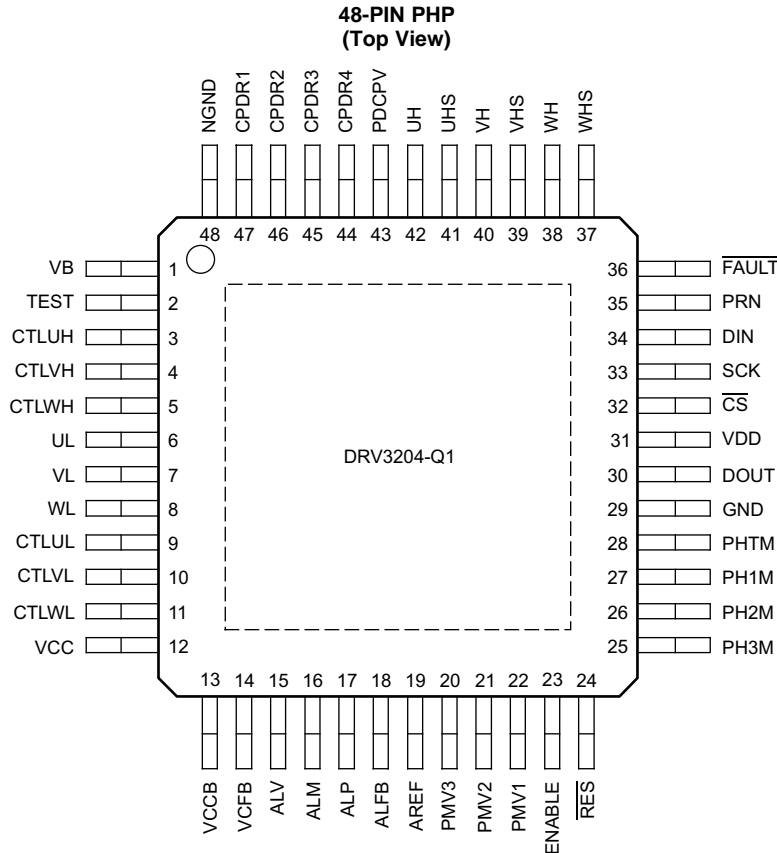 48-PIN PHP
(Top View)
NGND
CPDR1
CPDR2
CPDR3
CPDR4
PDCPV
UH
UHS
VH
VHS
WH
WHS
48 47 46 45 44 43 42 41 40 39 38 37
VB 1
TEST 2
CTLUH 3
CTLVH 4
CTLWH 5
UL 6
VL 7
WL 8
CTLUL 9
CTLVL 10
CTLWL 11
VCC 12
DRV3204-Q1
36 FAULT
35 PRN
34 DIN
33 SCK
32 CS
31 VDD
30 DOUT
29 GND
28 PHTM
27 PH1M
26 PH2M
25 PH3M
13 14 15 16 17 18 19 20 21 22 23 24
VCCB
VCFB
ALV
ALM
ALP
ALFB
AREF
PMV3
PMV2
PMV1
ENABLE
RES